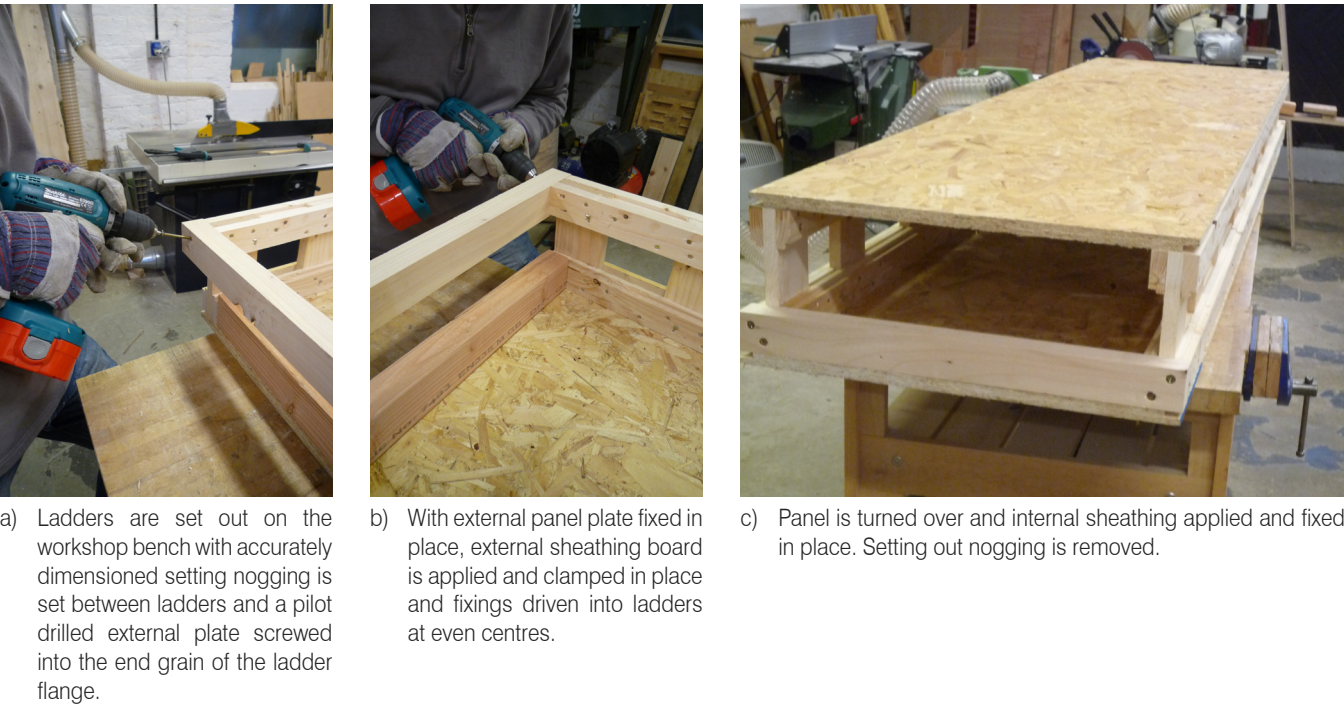 a) Ladders are set out on the
workshop bench with accurately
dimensioned setting nogging is
set between ladders and a pilot
drilled external plate screwed
into the end grain of the ladder
flange.
b) With external panel plate fixed in
place, external sheathing board
is applied and clamped in place
and fixings driven into ladders
at even centres.
c) Panel is turned over and internal sheathing applied and fixed
in place. Setting out nogging is removed.